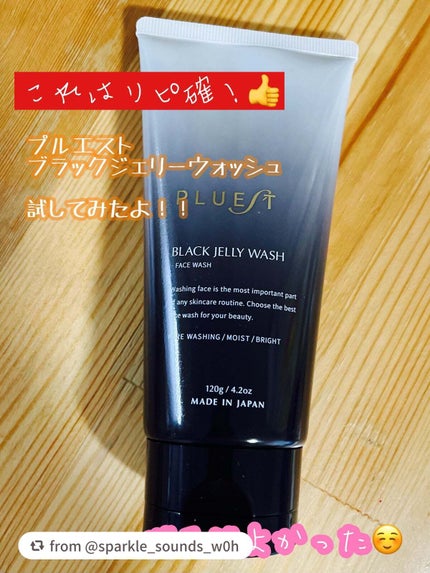 これはリピ確！👍
プルエスト
ブラックジェリーウォッシュ
試してみたよ！！
PLUEST
BLACK JELLY WASH
- FACE WASH
washing face is the most important part
any skincare routine. Choose the best
wash for your beauty.
WASHING / MOIST / BRIGHT
120g / 4.2oz
MADE IN JAPAN
よかった☺️
from @sparkle_sounds_w0h